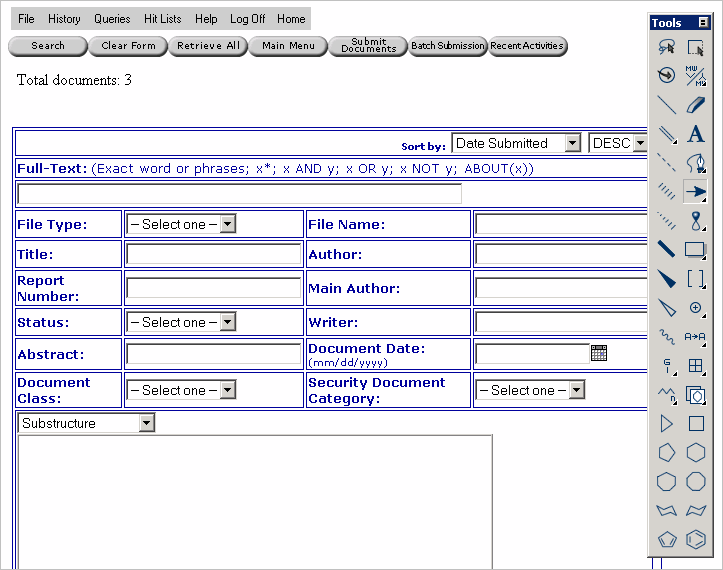 File History Queries Hit Lists Help Log Off Home
Tools
Search Clear Form Retrieve All Main Menu Submit Documents Batch Submission Recent Activities
Total documents: 3
Sort by: Date Submitted DESC
Full-Text: (Exact word or phrases; x*; x AND y; x OR y; x NOT y; ABOUT(x))
File Type: -- Select one -- File Name:
Title: Author:
Report Number: Main Author:
Status: -- Select one -- Writer:
Abstract: Document Date:
(mm/dd/yyyy)
Document Class: -- Select one -- Security Document Category: -- Select one --
Substructure
MW
A
A
A
G
n